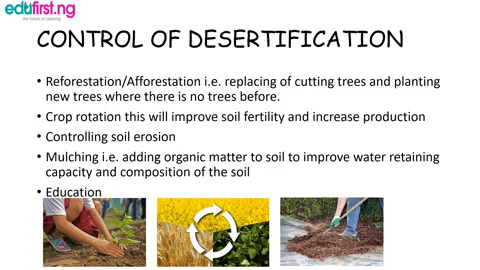 edufirst.ng
the future of Learning
CONTROL OF DESERTIFICATION
• Reforestation/Afforestation i.e. replacing of cutting trees and planting
new trees where there is no trees before.
• Crop rotation this will improve soil fertility and increase production
• Controlling soil erosion
• Mulching i.e. adding organic matter to soil to improve water retaining
capacity and composition of the soil
• Education